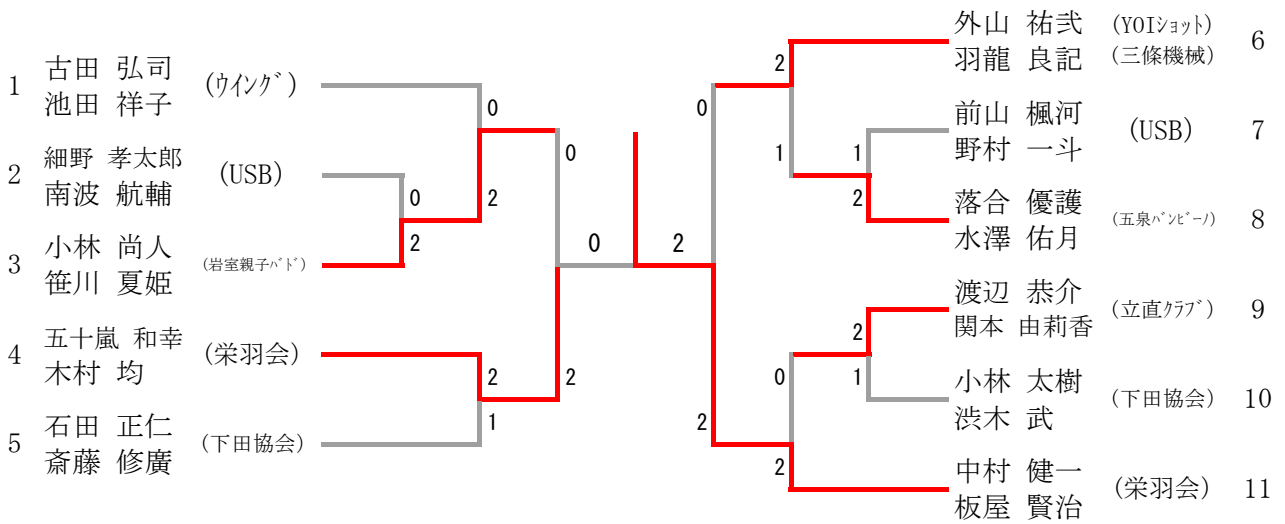 1 古田 弘司 (ウイング)
池田 祥子
2 細野 孝太郎 (USB)
南波 航輔
3 小林 尚人 (岩室親子バド)
笹川 夏姫
4 五十嵐 和幸 (栄羽会)
木村 均
5 石田 正仁 (下田協会)
斎藤 修廣
0
2
0
2
2
1
0
2
0
2
0
2
2
1
1
2
2
1
0
2
外山 祐弐 (YOIショット) 6
羽龍 良記 (三條機械)
前山 楓河 (USB) 7
野村 一斗
落合 優護 (五泉バンビーノ) 8
水澤 佑月
渡辺 恭介 (立直クラブ) 9
関本 由莉香
小林 太樹 (下田協会) 10
渋木 武
中村 健一 (栄羽会) 11
板屋 賢治